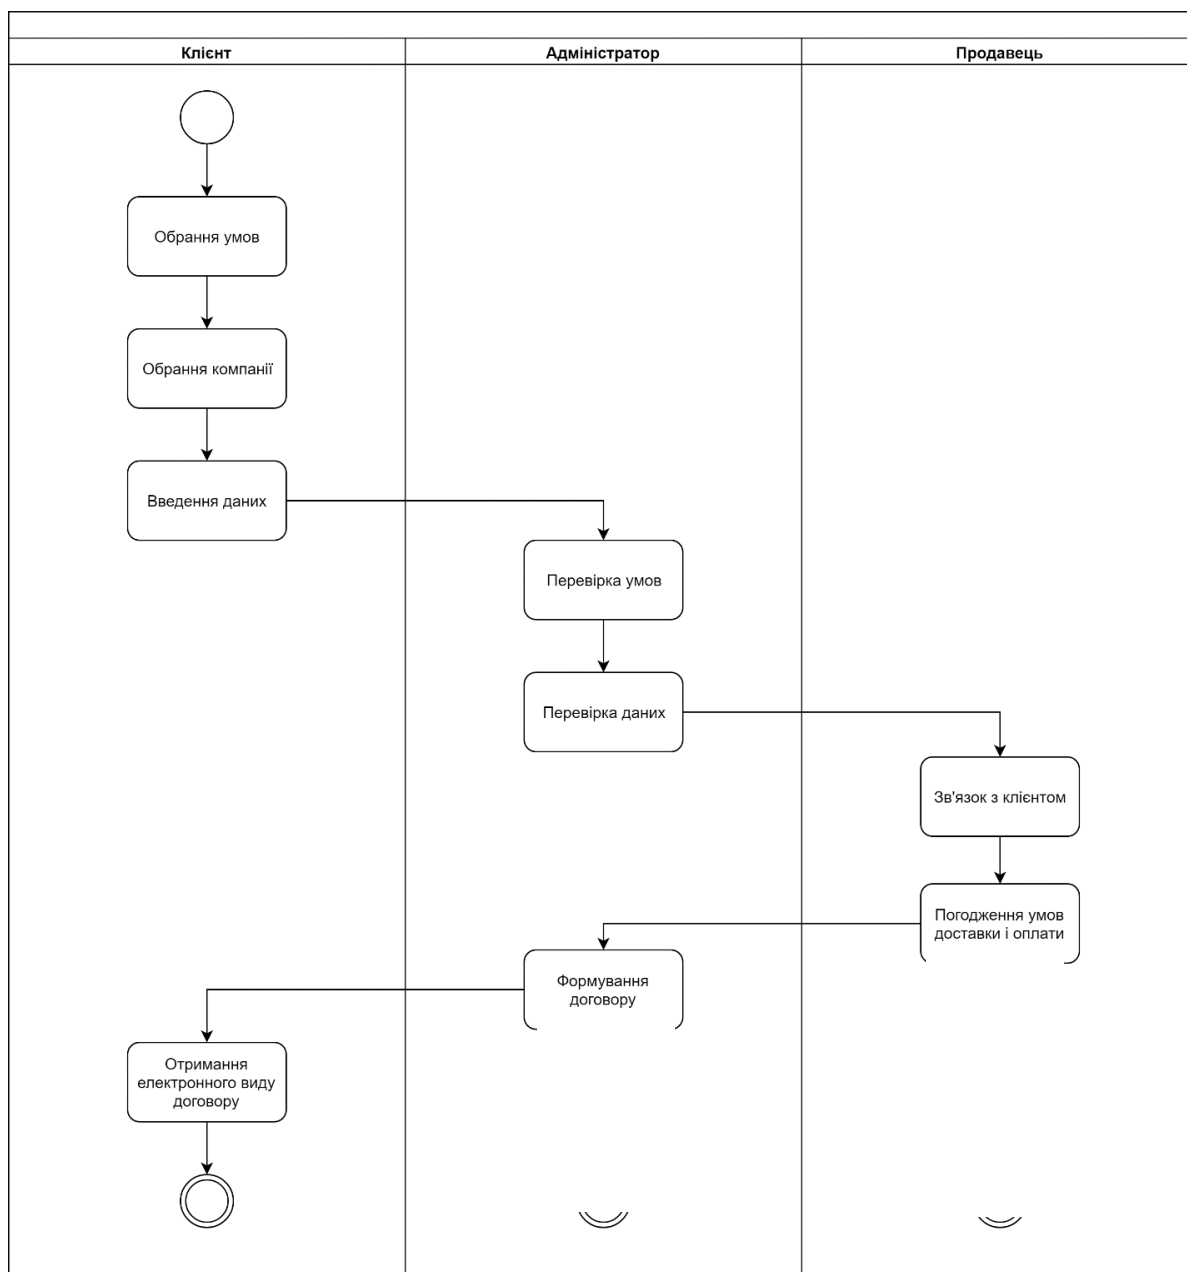 Клієнт
Адміністратор
Продавець
Обрання умов
Обрання компанії
Введення даних
Перевірка умов
Перевірка даних
Зв'язок з клієнтом
Погодження умов
доставки і оплати
Формування
договору
Отримання
електронного виду
договору